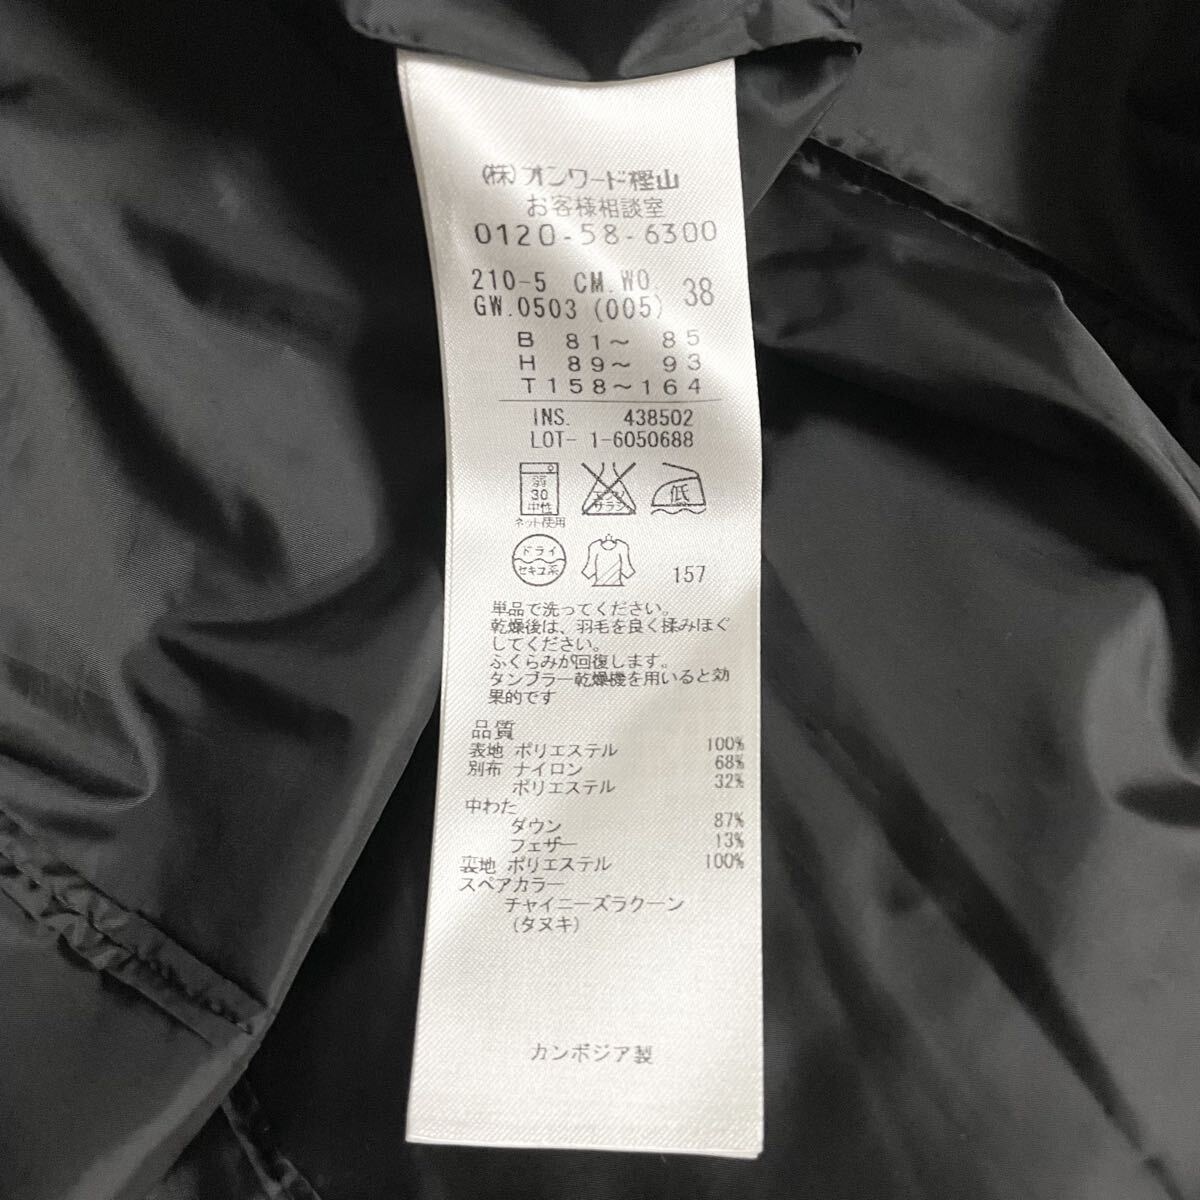 (株)オンワード樫山
お客様相談室
0120-58-6300
210-5 CM.WO 38
GW.0503 (005)
B 81～ 85
H 89～ 93
T158～164
INS. 438502
LOT- 1-6050688
弱
30
中性
ネット使用
エンソ
サラシ
低
ドライ
セキユ系
157
単品で洗ってください。
乾燥後は、羽毛を良く揉みほぐ
してください。
ふくらみが回復します。
タンブラー乾燥機を用いると効
果的です
品質
表地 ポリエステル 100%
別布 ナイロン 68%
ポリエステル 32%
中わた
ダウン 87%
フェザー 13%
裏地 ポリエステル 100%
スペアカラー
チャイニーズラクーン
(タヌキ)
カンボジア製